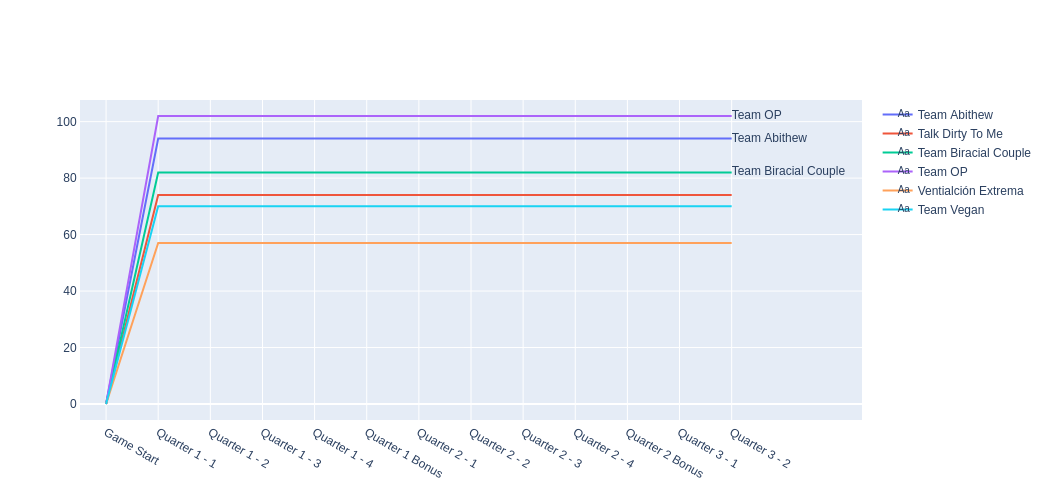 100
80
60
40
20
0
Team OP
Team Abithew
Team Biracial Couple
Game Start
Quarter 1 - 1
Quarter 1 - 2
Quarter 1 - 3
Quarter 1 - 4
Quarter 1 Bonus
Quarter 2 - 1
Quarter 2 - 2
Quarter 2 - 3
Quarter 2 - 4
Quarter 2 Bonus
Quarter 3 - 1
Quarter 3 - 2
Aa Team Abithew
Aa Talk Dirty To Me
Aa Team Biracial Couple
Aa Team OP
Aa Ventialción Extrema
Aa Team Vegan